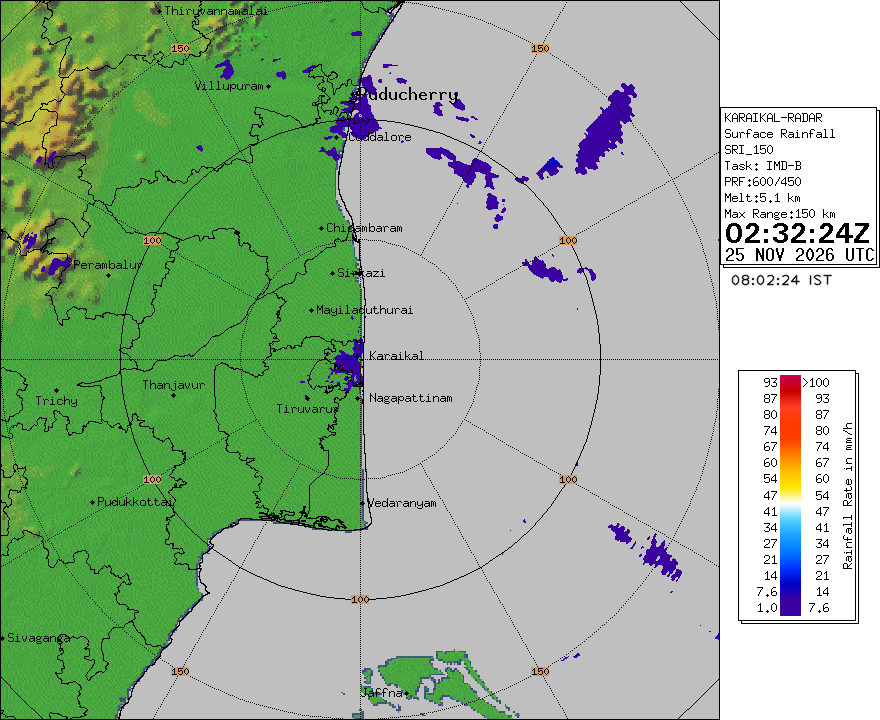 Thiruvannamalai
150
150
Villupuram
Puducherry
Cuddalore
Chidambaram
100
100
Sirkazi
Perambalur
Mayiladuthurai
Karaikal
Thanjavur
Trichy
Tiruvarur
Nagapattinam
100
100
Pudukkottai
Vedaranyam
100
Sivaganga
150
150
Jaffna
KARAIKAL-RADAR
Surface Rainfall
SRI_150
Task: IMD-B
PRF:600/450
Melt:5.1 km
Max Range:150 km
02:32:24Z
25 NOV 2026 UTC
08:02:24 IST
93 >100
87 93
80 87
74 80
67 74
60 67
54 60
47 54
41 47
34 41
27 34
21 27
14 21
7.6 14
1.0 7.6
Rainfall Rate in mm/h